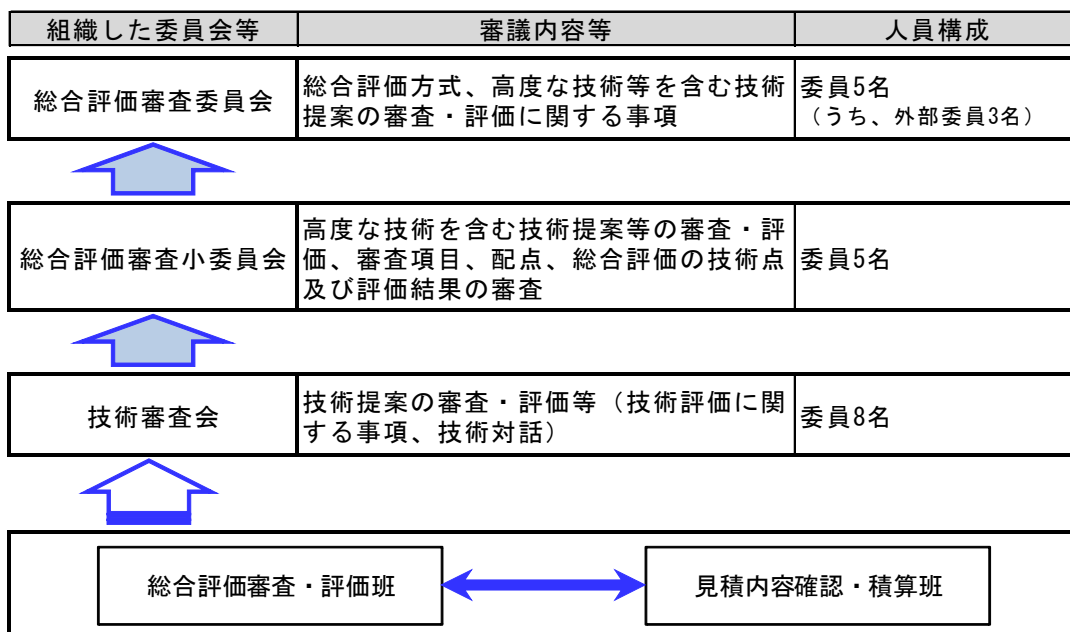 組織した委員会等 審議内容等 人員構成
総合評価審査委員会
総合評価方式、高度な技術等を含む技術
提案の審査・評価に関する事項
委員5名
（うち、外部委員3名）
総合評価審査小委員会
高度な技術を含む技術提案等の審査・評
価、審査項目、配点、総合評価の技術点
及び評価結果の審査
委員5名
技術審査会
技術提案の審査・評価等（技術評価に関
する事項、技術対話）
委員8名
総合評価審査・評価班
見積内容確認・積算班